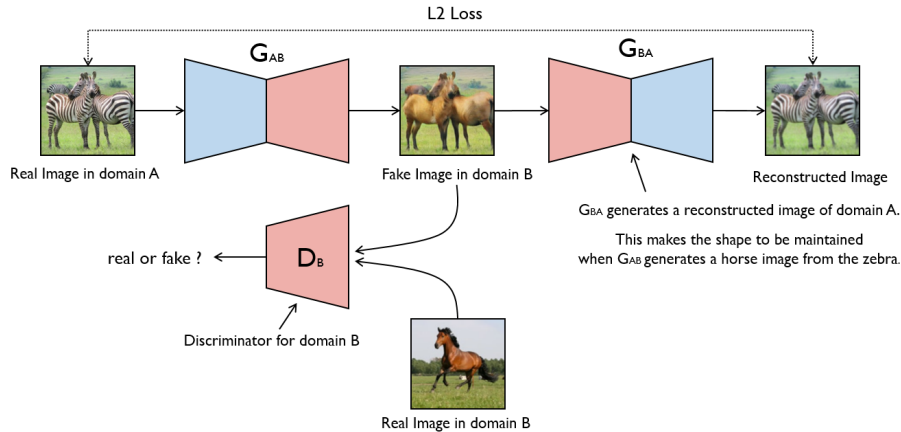 L2 Loss
GAB
GBA
Real Image in domain A
Fake Image in domain B
Reconstructed Image
GBA generates a reconstructed image of domain A.
This makes the shape to be maintained
when GAB generates a horse image from the zebra.
real or fake ?
DB
Discriminator for domain B
Real Image in domain B